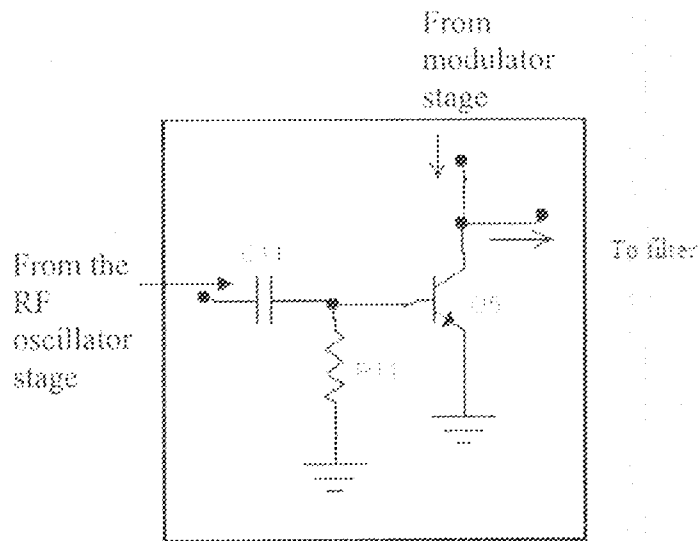 From
modulator
stage
From the
RF
oscillator
stage
To filter